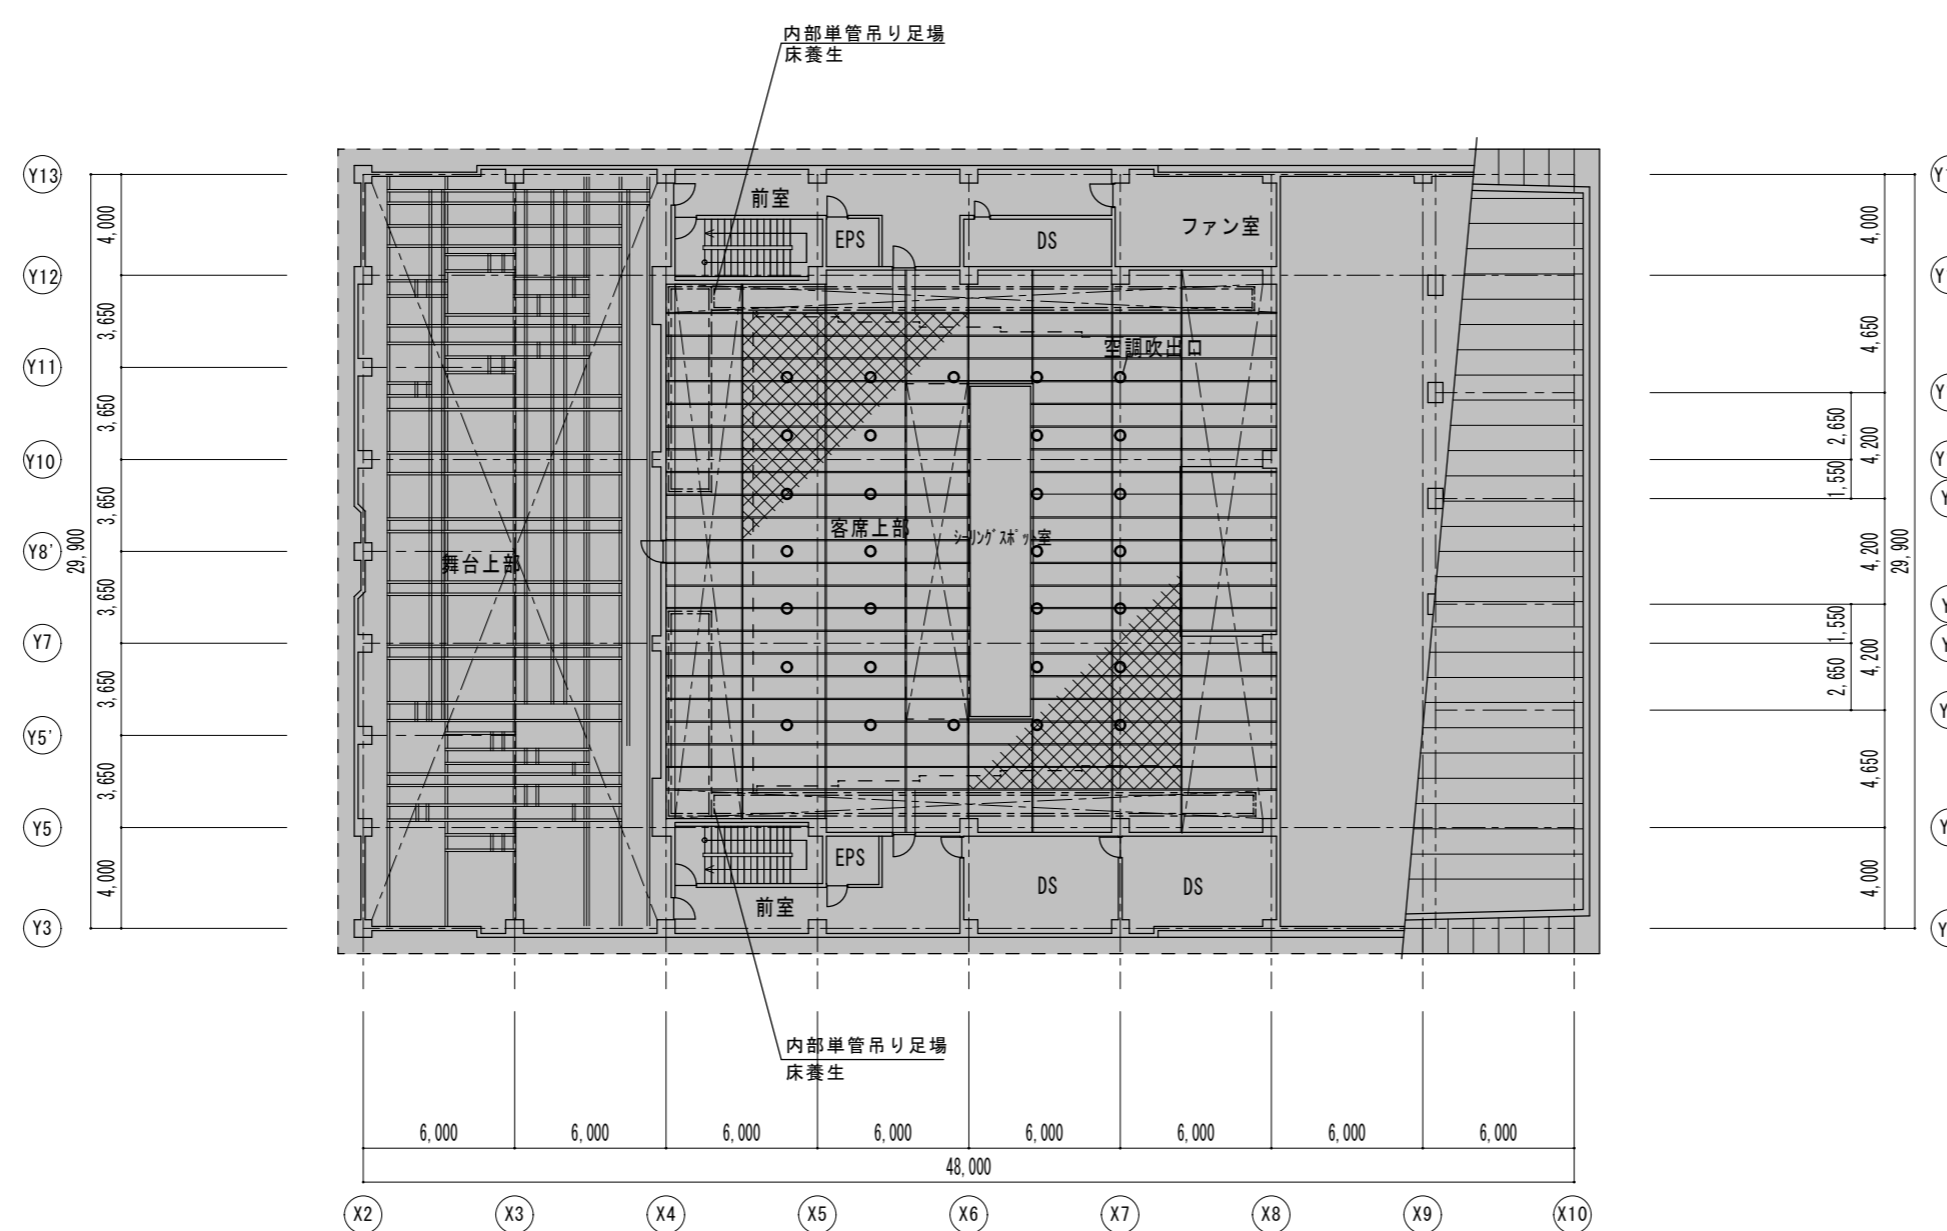 内部単管吊り足場
床養生
Y13
4,000
Y12
3,650
Y11
3,650
Y10
3,650
Y8'
29,900
3,650
Y7
3,650
Y5'
3,650
Y5
4,000
Y3
前室
EPS
DS
ファン室
空調吹出口
客席上部
シーリングスポット室
舞台上部
EPS
前室
DS
DS
4,000
4,650
2,650
4,200
1,550
4,200
29,900
1,550
4,200
2,650
4,650
4,000
内部単管吊り足場
床養生
6,000 6,000 6,000 6,000 6,000 6,000 6,000 6,000
48,000
X2 X3 X4 X5 X6 X7 X8 X9 X10